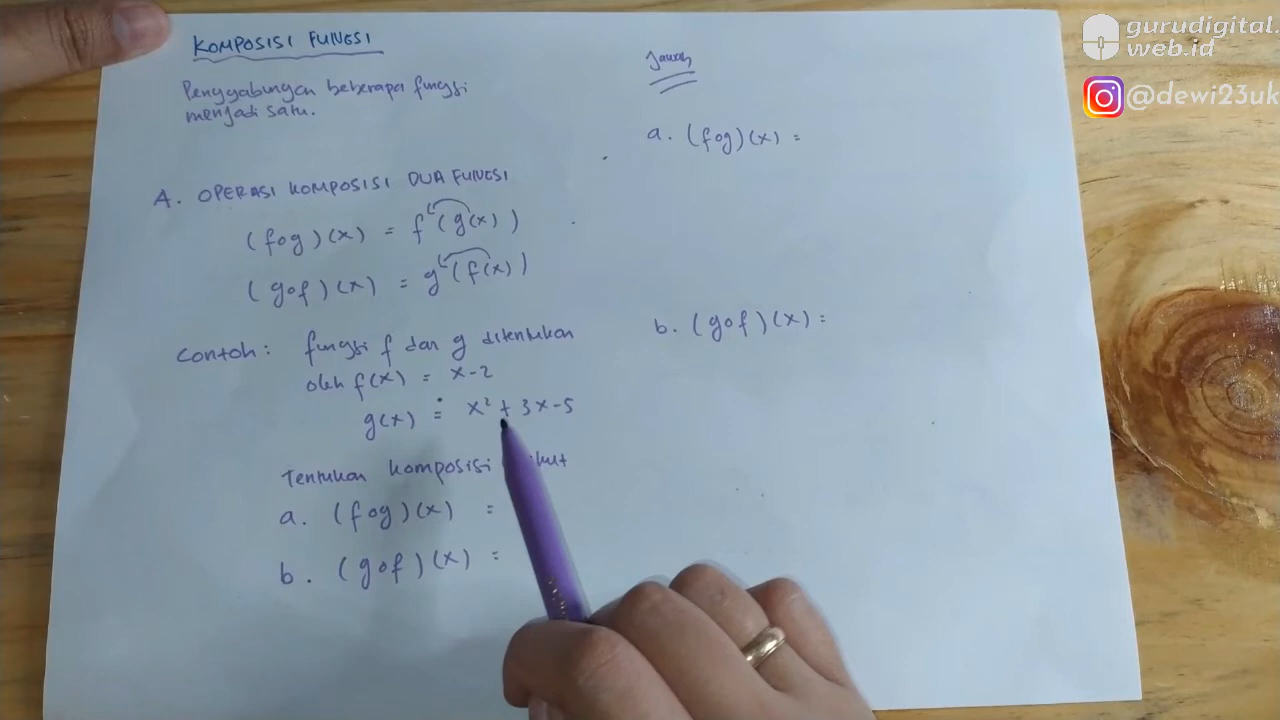 KOMPOSISI FUNGSI
Penggabungan beberapa fungsi
menjadi satu.
A. OPERASI KOMPOSISI DUA FUNGSI
(fog)(x) = f(g(x))
(gof)(x) = g(f(x))
Contoh: fungsi f dan g ditentukan
oleh f(x) = x-2
g(x) = x² + 3x-5
Tentukan komposisi
a. (fog)(x) =
b. (gof)(x) =
Jawab
a. (fog)(x) =
b. (gof)(x) =
gurudigital.
web.id
@dewi23uk